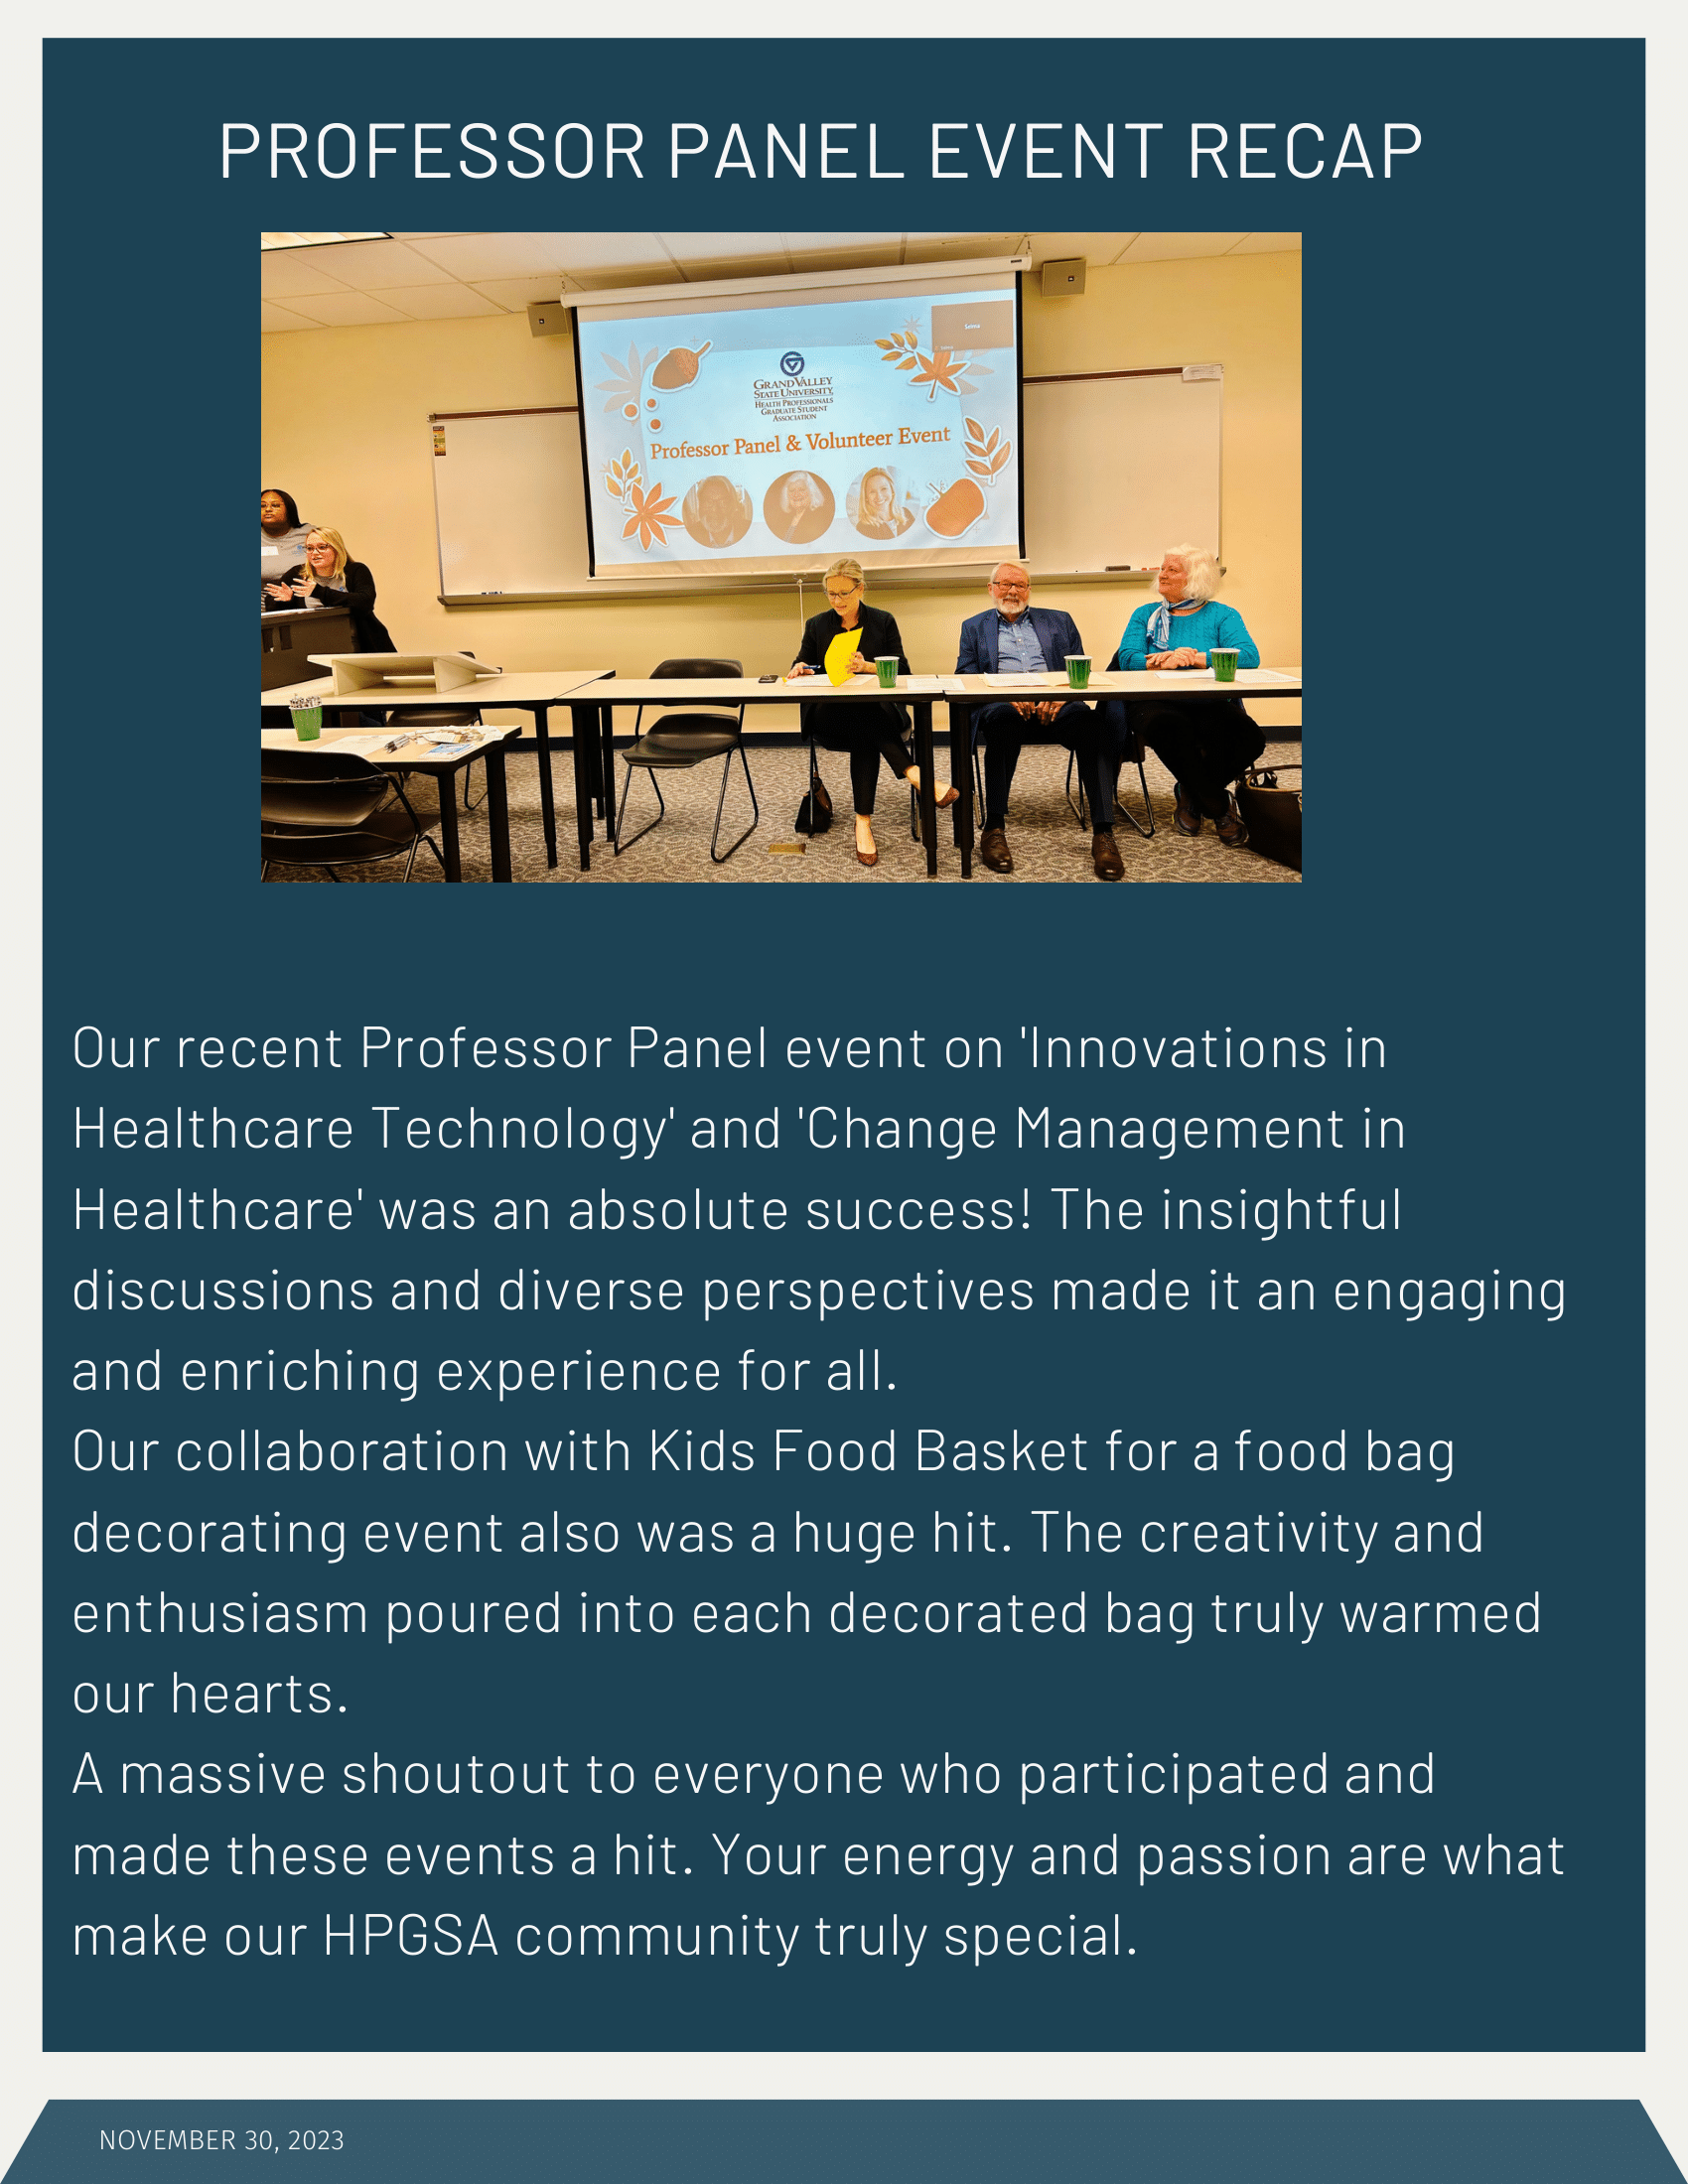 PROFESSOR PANEL EVENT RECAP
Selma
GRAND VALLEY
STATE UNIVERSITY
HEALTH PROFESSIONALS
GRADUATE STUDENT
ASSOCIATION
Professor Panel & Volunteer Event
Our recent Professor Panel event on 'Innovations in
Healthcare Technology' and 'Change Management in
Healthcare' was an absolute success! The insightful
discussions and diverse perspectives made it an engaging
and enriching experience for all.
Our collaboration with Kids Food Basket for a food bag
decorating event also was a huge hit. The creativity and
enthusiasm poured into each decorated bag truly warmed
our hearts.
A massive shoutout to everyone who participated and
made these events a hit. Your energy and passion are what
make our HPGSA community truly special.
NOVEMBER 30, 2023